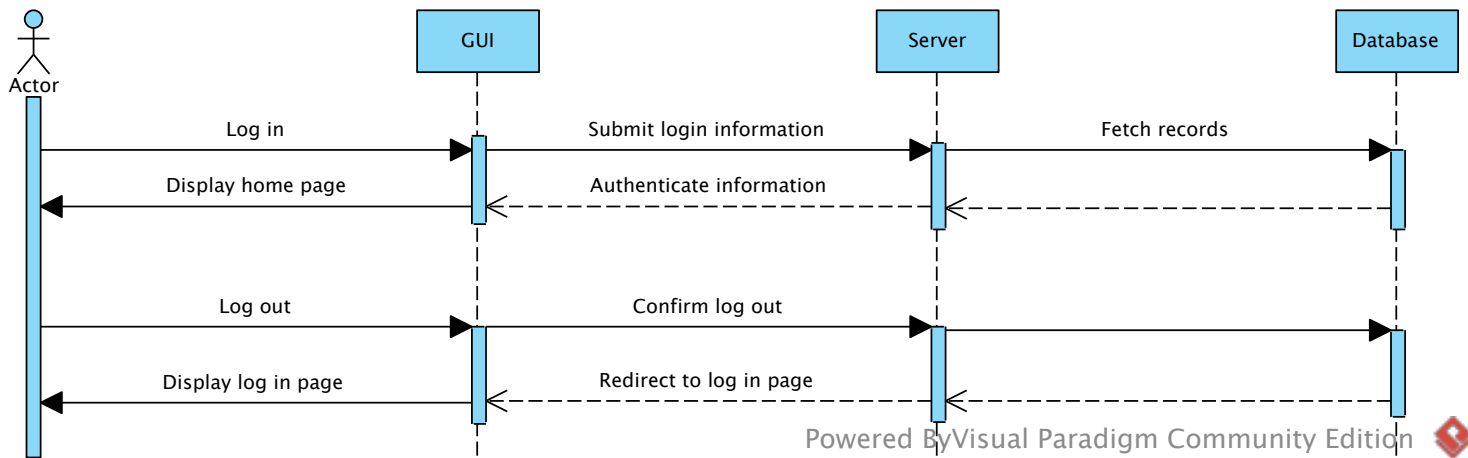 GUI
Server
Database
Actor
Log in
Submit login information
Fetch records
Display home page
Authenticate information
Log out
Confirm log out
Display log in page
Redirect to log in page
Powered ByVisual Paradigm Community Edition